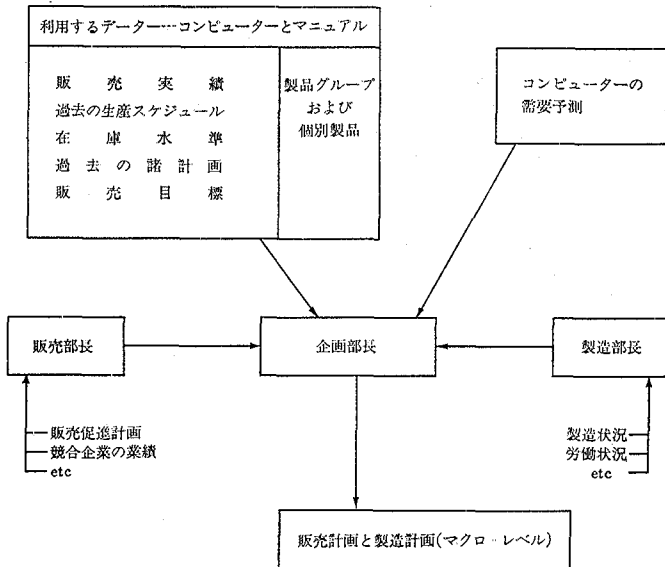 利用するデーター…コンピューターとマニュアル
販売実績
過去の生産スケジュール
在庫水準
過去の諸計画
販売目標
製品グループ
および
個別製品
コンピューターの
需要予測
販売部長
企画部長
製造部長
販売促進計画
競合企業の業績
etc
製造状況
労働状況
etc
販売計画と製造計画(マクロ‐レベル)